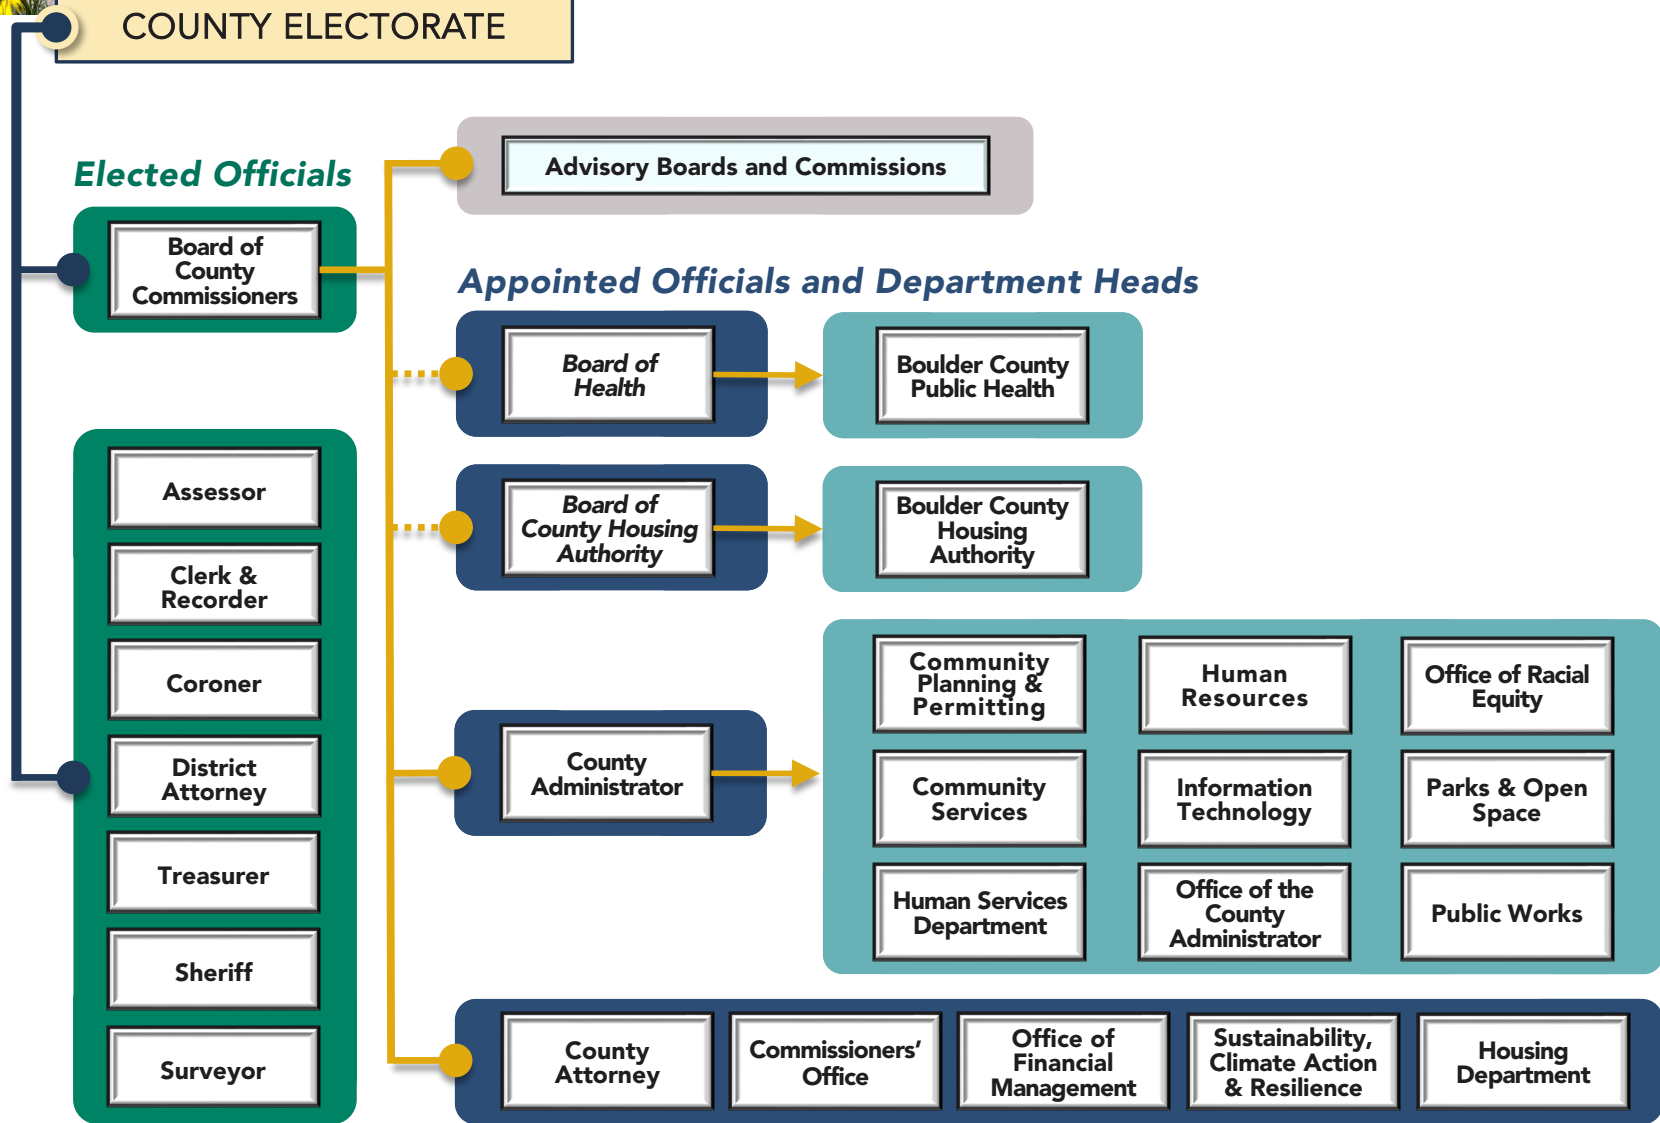 COUNTY ELECTORATE
Elected Officials
Board of
County
Commissioners
Assessor
Clerk &
Recorder
Coroner
District
Attorney
Treasurer
Sheriff
Surveyor
Advisory Boards and Commissions
Appointed Officials and Department Heads
Board of
Health
Boulder County
Public Health
Board of
County Housing
Authority
Boulder County
Housing
Authority
County
Administrator
Community
Planning &
Permitting
Human
Resources
Office of Racial
Equity
Community
Services
Information
Technology
Parks & Open
Space
Human Services
Department
Office of the
County
Administrator
Public Works
County
Attorney
Commissioners’
Office
Office of
Financial
Management
Sustainability,
Climate Action
& Resilience
Housing
Department